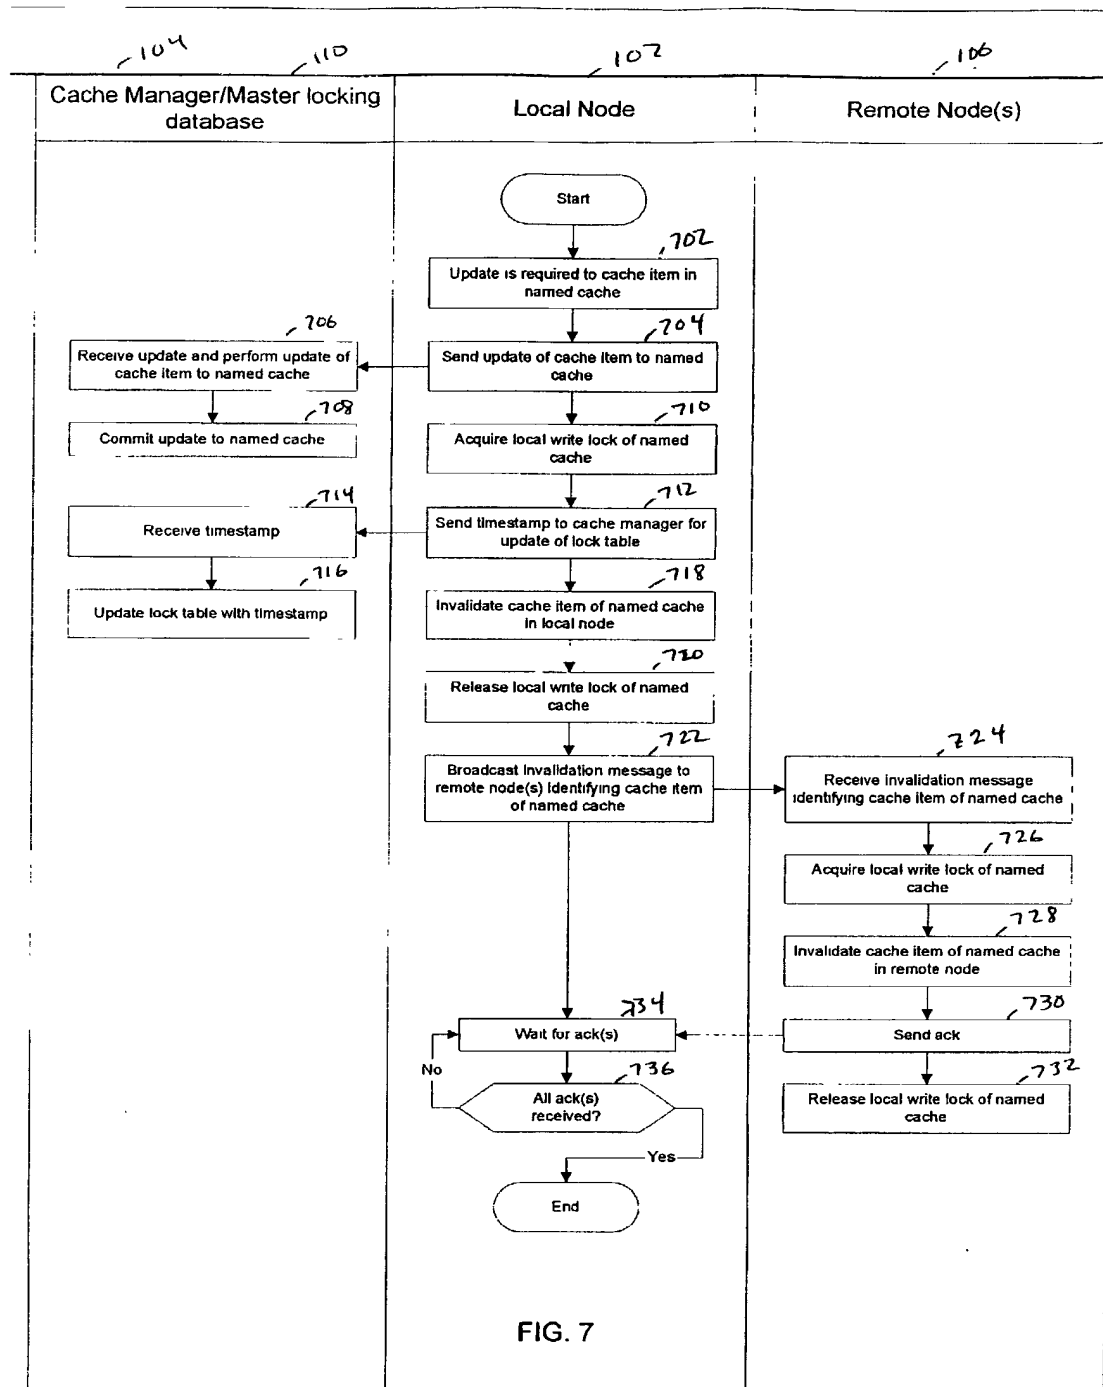 104
110
102
106
Cache Manager/Master locking
database
Local Node
Remote Node(s)
Start
702
Update is required to cache item in
named cache
706
704
Receive update and perform update of
cache item to named cache
Send update of cache item to named
cache
708
710
Commit update to named cache
Acquire local write lock of named
cache
714
712
Receive timestamp
Send timestamp to cache manager for
update of lock table
716
718
Update lock table with timestamp
Invalidate cache item of named cache
in local node
720
Release local write lock of named
cache
722
724
Broadcast Invalidation message to
remote node(s) Identifying cache item
of named cache
Receive invalidation message
identifying cache item of named cache
726
Acquire local write lock of named
cache
728
Invalidate cache item of named cache
in remote node
734
730
Wait for ack(s)
Send ack
No
736
732
All ack(s)
received?
Release local write lock of named
cache
Yes
End
FIG. 7